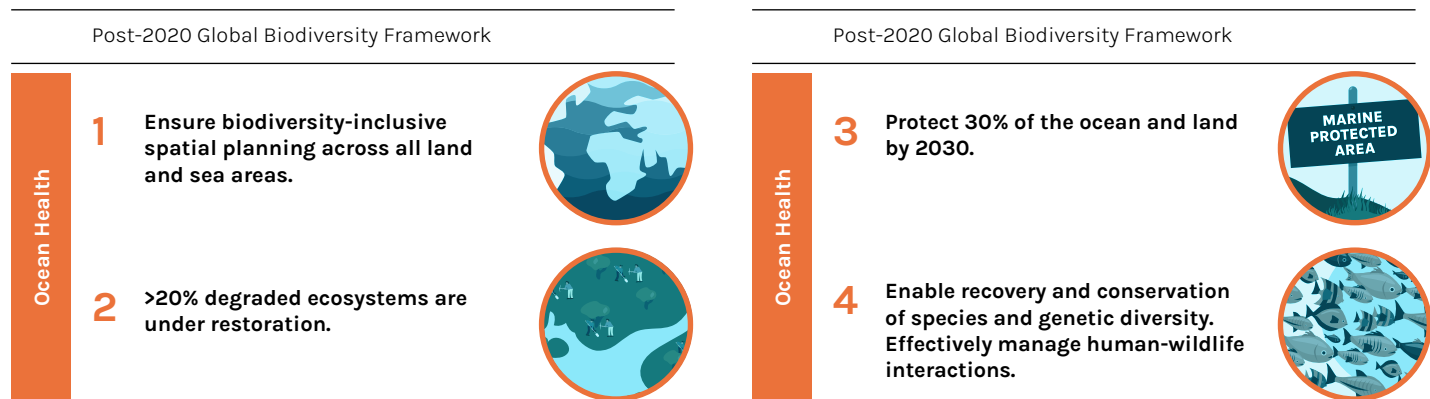 Post-2020 Global Biodiversity Framework
Ocean Health
1
Ensure biodiversity-inclusive
spatial planning across all land
and sea areas.
2
>20% degraded ecosystems are
under restoration.
Post-2020 Global Biodiversity Framework
Ocean Health
3
Protect 30% of the ocean and land
by 2030.
MARINE
PROTECTED
AREA
4
Enable recovery and conservation
of species and genetic diversity.
Effectively manage human-wildlife
interactions.